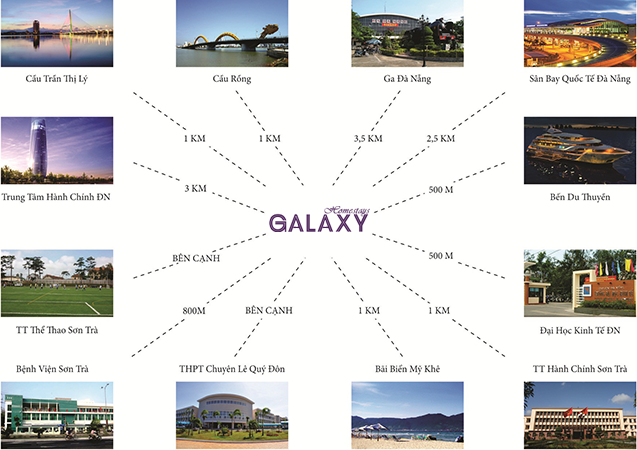 Cầu Trần Thị Lý
Cầu Rồng
Ga Đà Nẵng
Sân Bay Quốc Tế Đà Nẵng
1 KM
1 KM
3,5 KM
2,5 KM
Trung Tâm Hành Chính ĐN
3 KM
500 M
Bến Du Thuyền
Homestays
GALAXY
BÊN CẠNH
500 M
TT Thể Thao Sơn Trà
800M
BÊN CẠNH
1 KM
1 KM
Đại Học Kinh Tế ĐN
Bệnh Viện Sơn Trà
THPT Chuyên Lê Quý Đôn
Bãi Biển Mỹ Khê
TT Hành Chính Sơn Trà